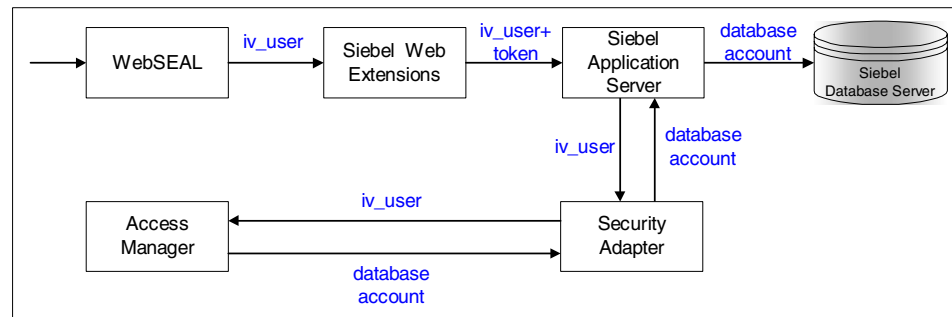 WebSEAL
iv_user
Siebel Web
Extensions
iv_user+
token
Siebel
Application
Server
database
account
Siebel
Database Server
iv_user
database
account
Access
Manager
iv_user
database
account
Security
Adapter